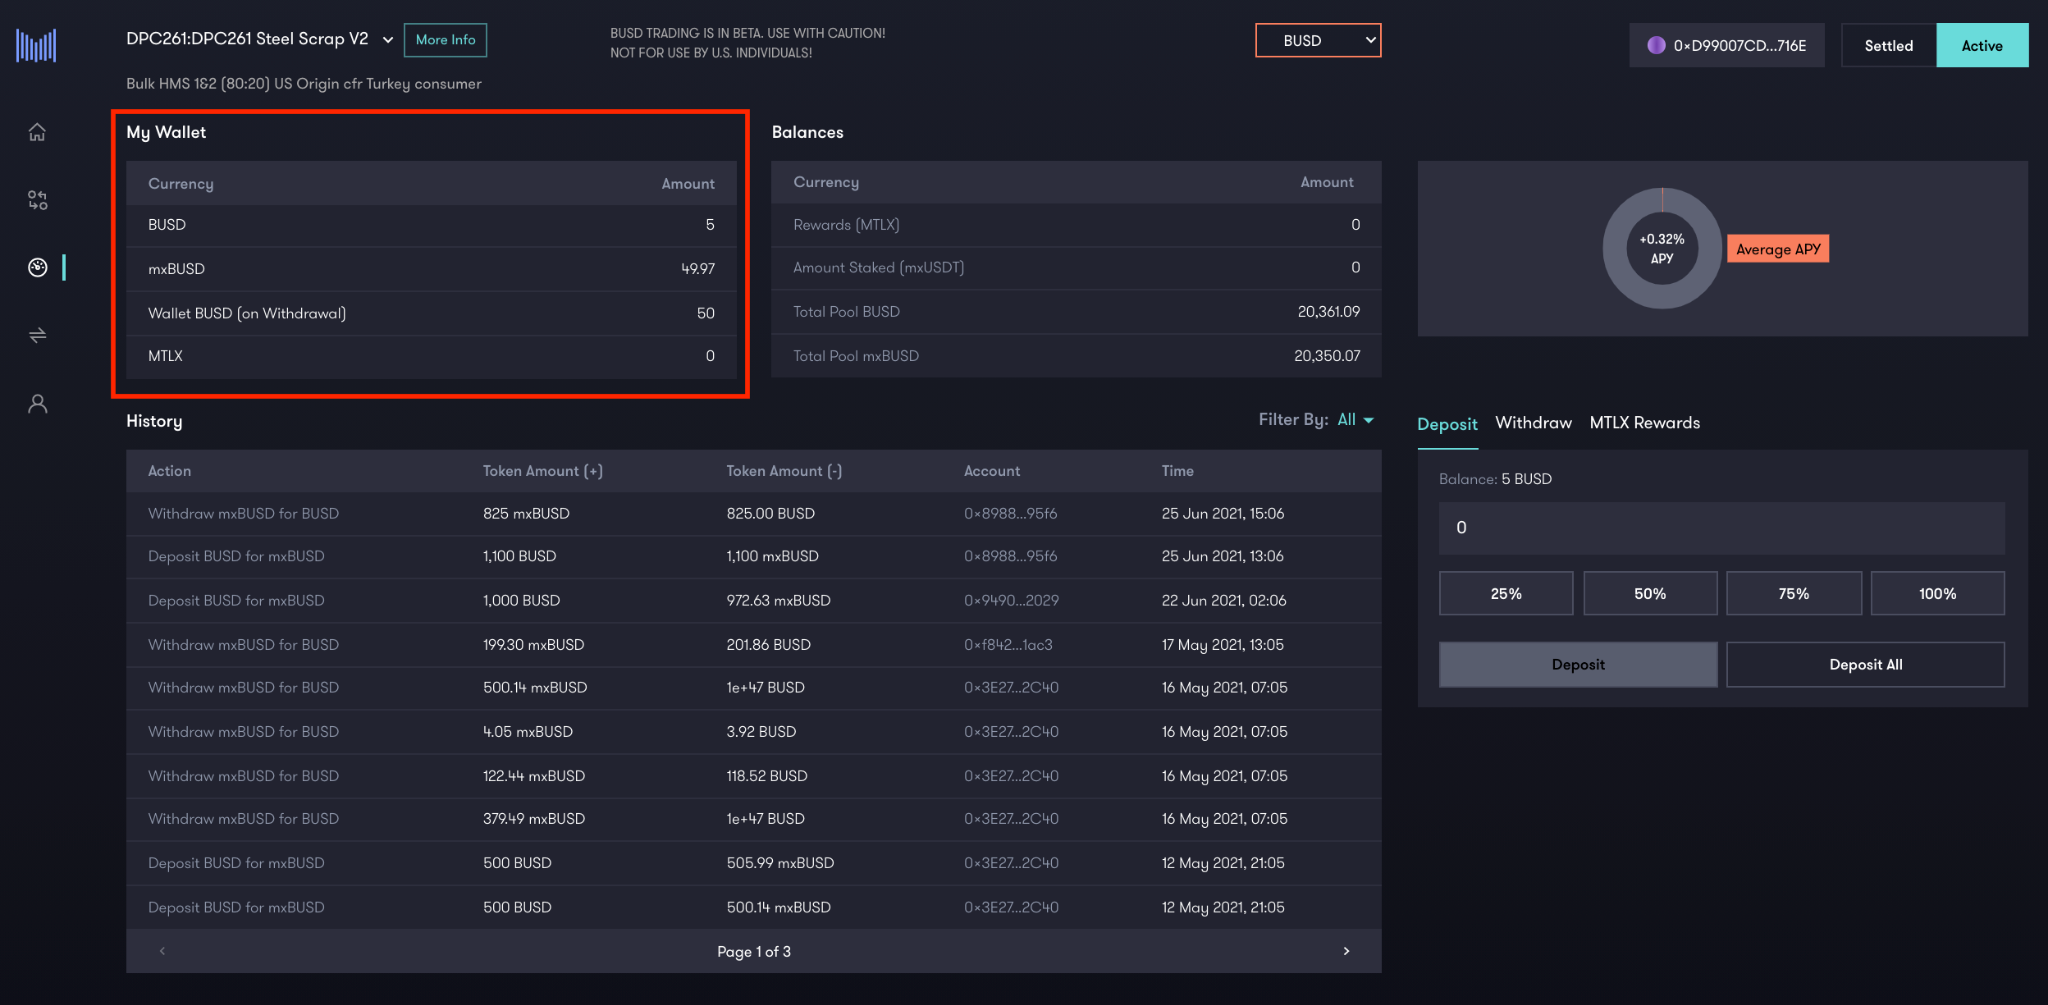 DPC261:DPC261 Steel Scrap V2
More Info
BUSD TRADING IS IN BETA. USE WITH CAUTION!
NOT FOR USE BY U.S. INDIVIDUALS!
BUSD
0×D99007CD...716E
Settled
Active
Bulk HMS 1&2 (80:20) US Origin cfr Turkey consumer
My Wallet
Currency Amount
BUSD 5
mxBUSD 49.97
Wallet BUSD (on Withdrawal) 50
MTLX 0
Balances
Currency Amount
Rewards (MTLX) 0
Amount Staked (mxUSDT) 0
Total Pool BUSD 20,361.09
Total Pool mxBUSD 20,350.07
+0.32%
APY
Average APY
History
Filter By: All
Action Token Amount (+) Token Amount (-) Account Time
Withdraw mxBUSD for BUSD 825 mxBUSD 825.00 BUSD 0×8988...95f6 25 Jun 2021, 15:06
Deposit BUSD for mxBUSD 1,100 BUSD 1,100 mxBUSD 0×8988...95f6 25 Jun 2021, 13:06
Deposit BUSD for mxBUSD 1,000 BUSD 972.63 mxBUSD 0×9490...2029 22 Jun 2021, 02:06
Withdraw mxBUSD for BUSD 199.30 mxBUSD 201.86 BUSD 0×f842...1ac3 17 May 2021, 13:05
Withdraw mxBUSD for BUSD 500.14 mxBUSD 1e+47 BUSD 0×3E27...2C40 16 May 2021, 07:05
Withdraw mxBUSD for BUSD 4.05 mxBUSD 3.92 BUSD 0×3E27...2C40 16 May 2021, 07:05
Withdraw mxBUSD for BUSD 122.44 mxBUSD 118.52 BUSD 0×3E27...2C40 16 May 2021, 07:05
Withdraw mxBUSD for BUSD 379.49 mxBUSD 1e+47 BUSD 0×3E27...2C40 16 May 2021, 07:05
Deposit BUSD for mxBUSD 500 BUSD 505.99 mxBUSD 0×3E27...2C40 12 May 2021, 21:05
Deposit BUSD for mxBUSD 500 BUSD 500.14 mxBUSD 0×3E27...2C40 12 May 2021, 21:05
Page 1 of 3
Deposit Withdraw MTLX Rewards
Balance: 5 BUSD
0
25% 50% 75% 100%
Deposit Deposit All